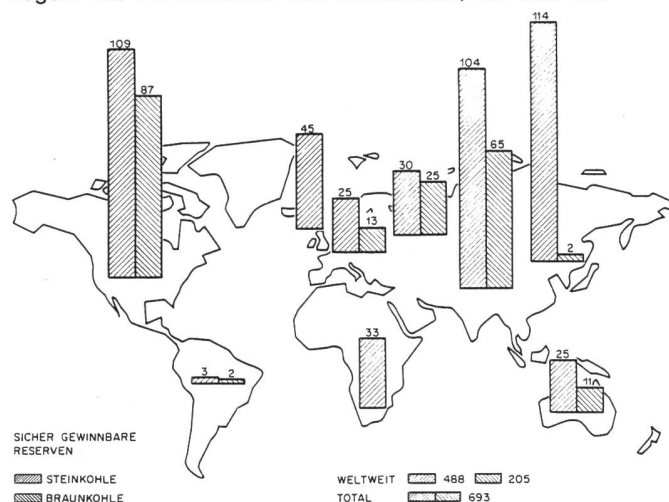 114
109
104
87
45
65
30
25
25
13
2
33
3 2
25
11
SICHER GEWINNBARE
RESERVEN
STEINKOHLE
BRAUNKOHLE
WELTWEIT 488 205
TOTAL 693